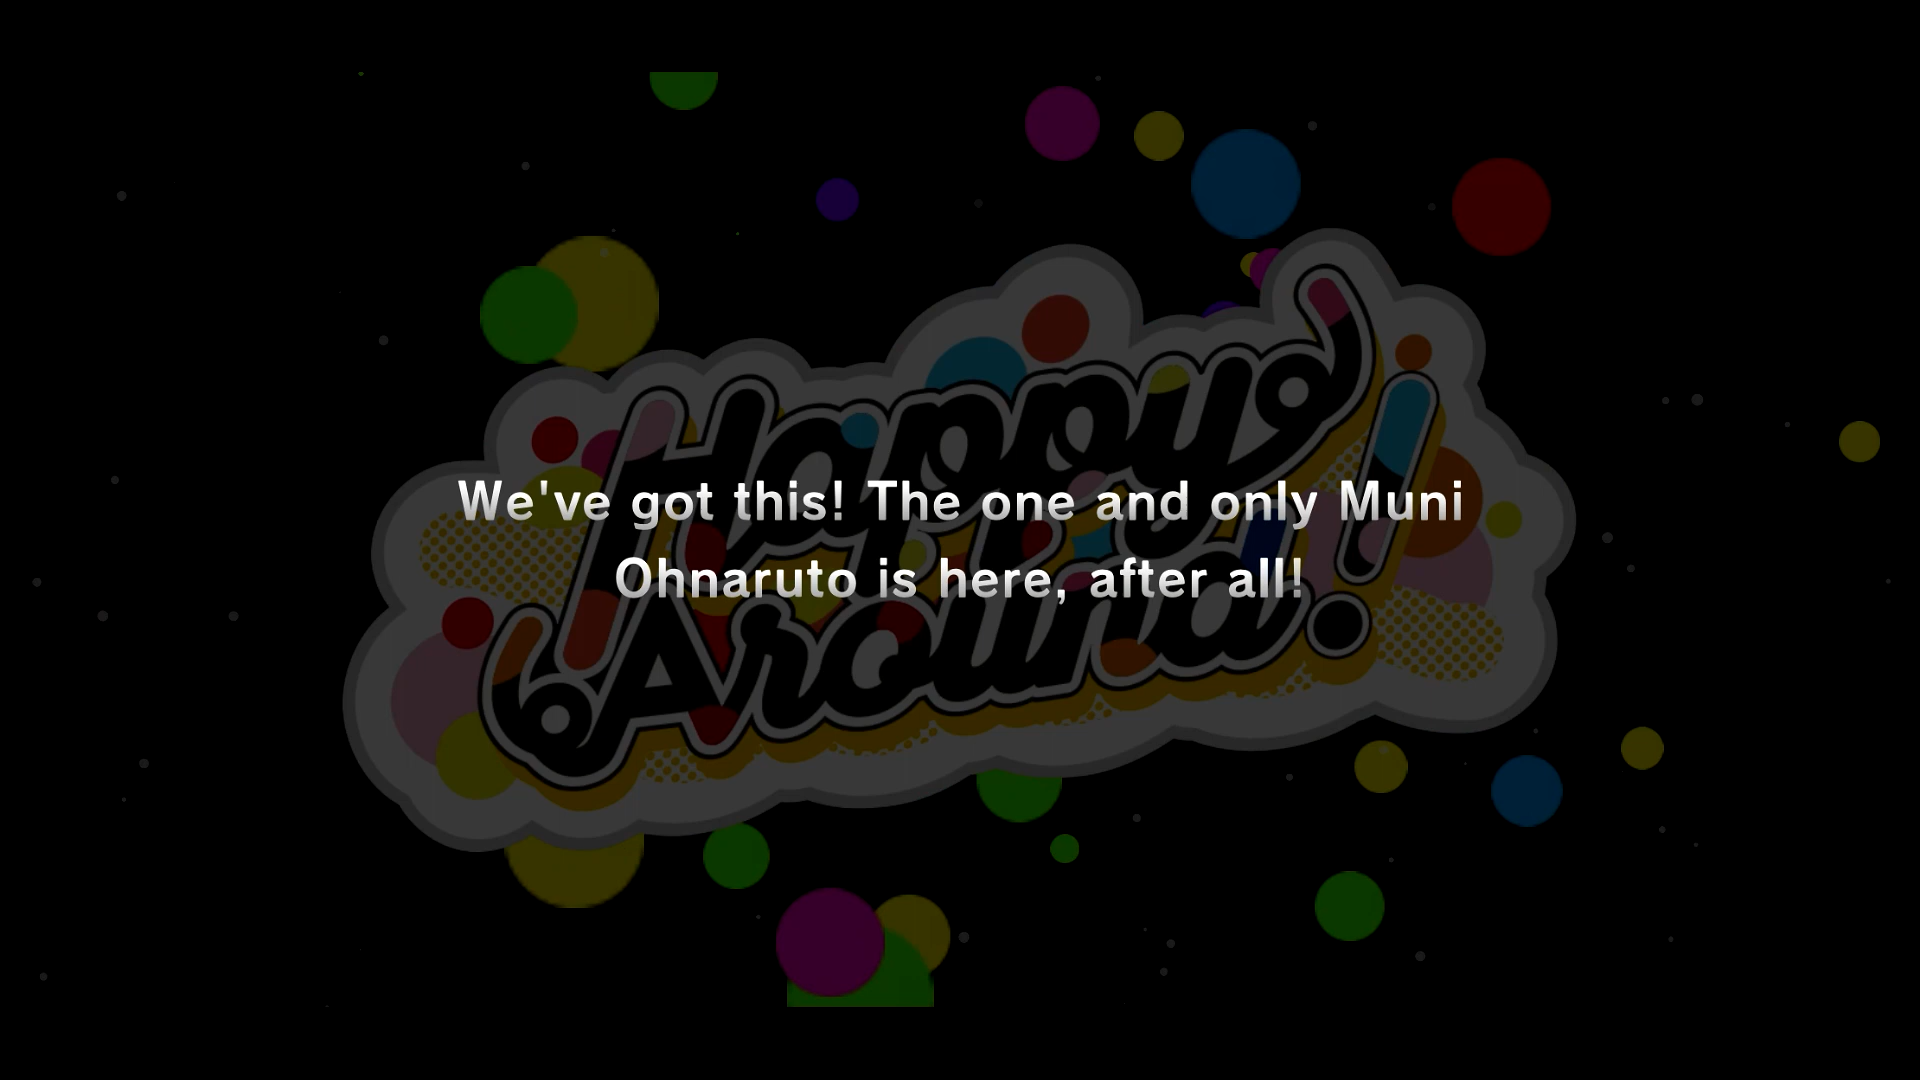 We've got this! The one and only Muni
Ohnaruto is here, after all!
Happy
Around!